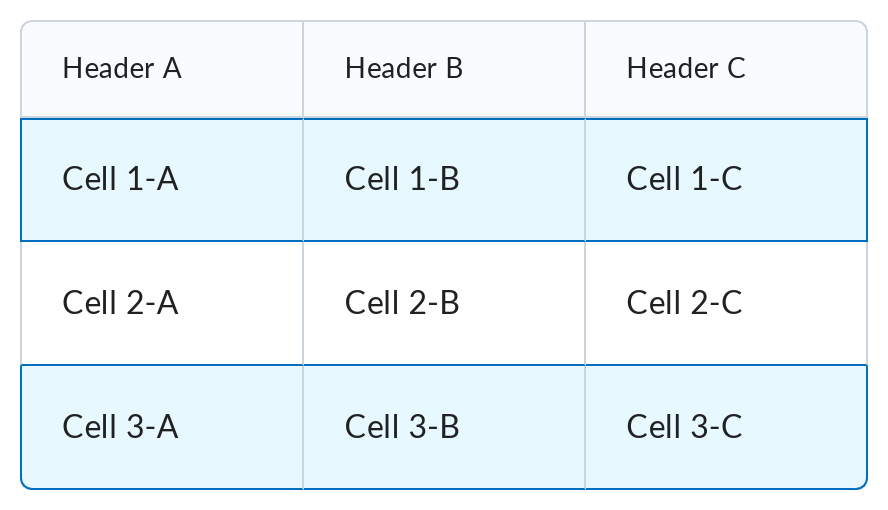 Header A Header B Header C
Cell 1-A Cell 1-B Cell 1-C
Cell 2-A Cell 2-B Cell 2-C
Cell 3-A Cell 3-B Cell 3-C